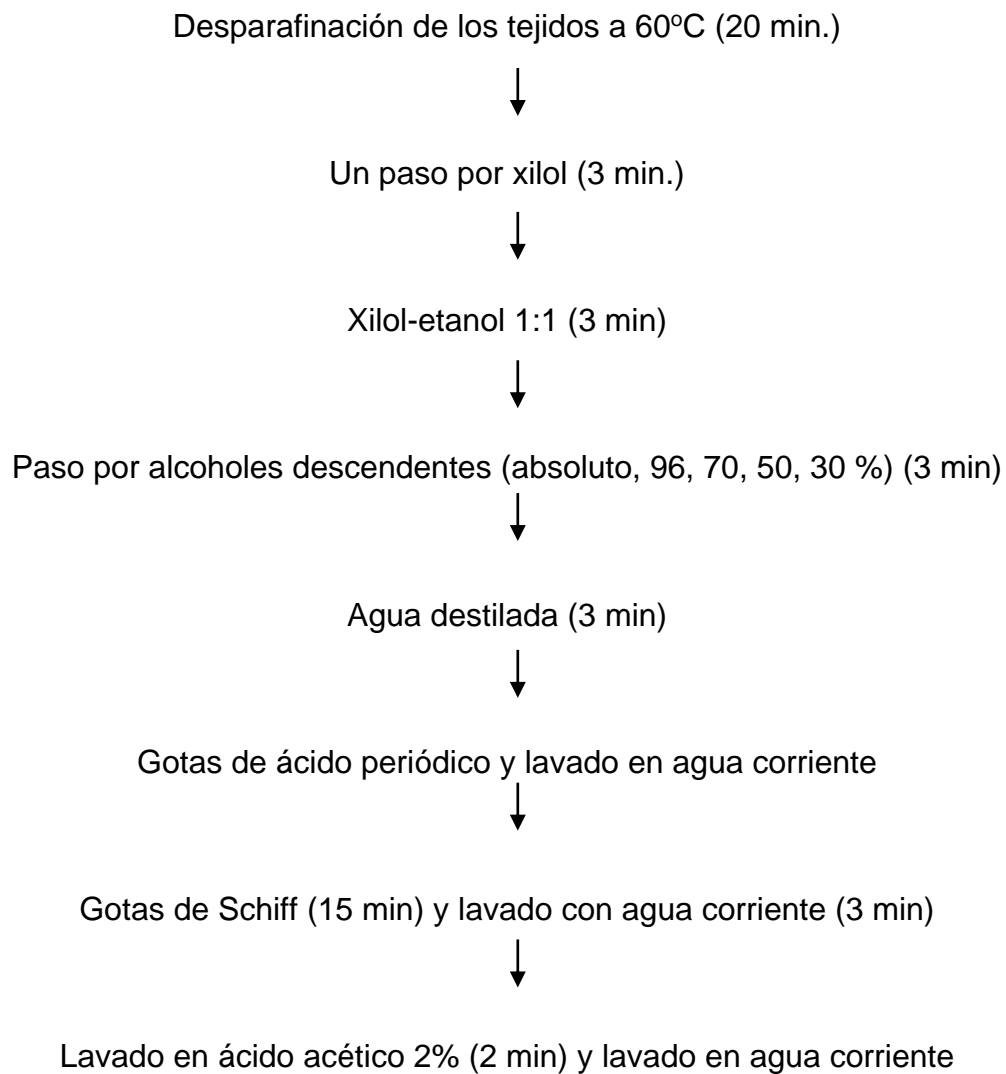 Desparafinación de los tejidos a 60ºC (20 min.)
Un paso por xilol (3 min.)
Xilol-etanol 1:1 (3 min)
Paso por alcoholes descendentes (absoluto, 96, 70, 50, 30 %) (3 min)
Agua destilada (3 min)
Gotas de ácido periódico y lavado en agua corriente
Gotas de Schiff (15 min) y lavado con agua corriente (3 min)
Lavado en ácido acético 2% (2 min) y lavado en agua corriente